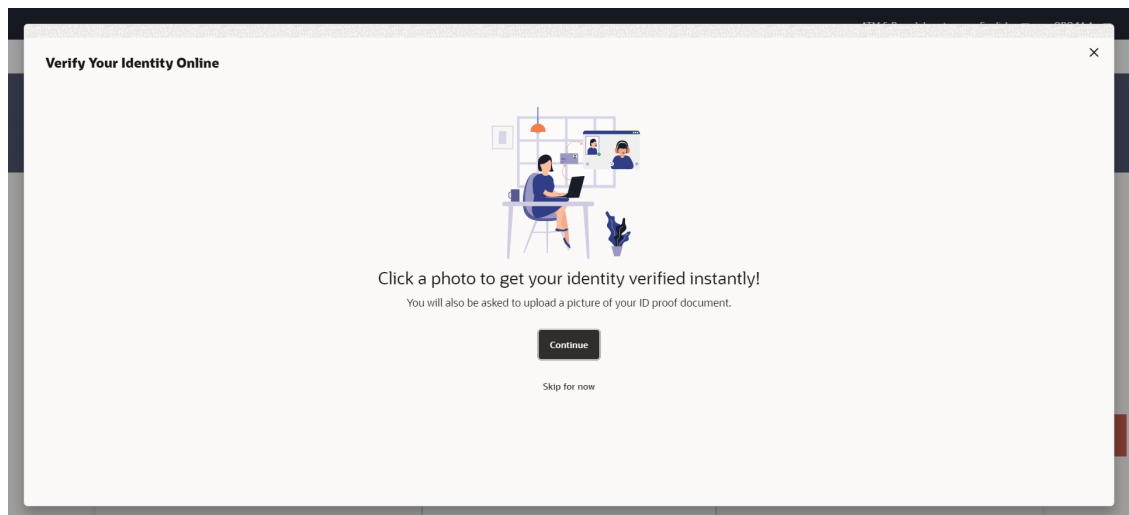 Verify Your Identity Online
Click a photo to get your identity verified instantly!
You will also be asked to upload a picture of your ID proof document.
Continue
Skip for now